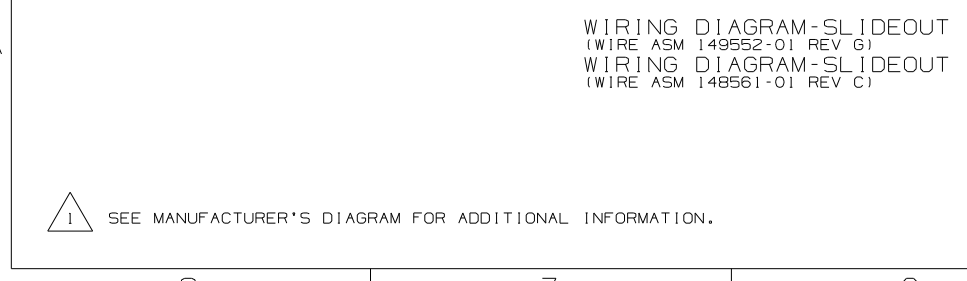 WIRING DIAGRAM-SLIDEOUT
(WIRE ASM 149552-01 REV G)
WIRING DIAGRAM-SLIDEOUT
(WIRE ASM 148561-01 REV C)
1 SEE MANUFACTURER'S DIAGRAM FOR ADDITIONAL INFORMATION.